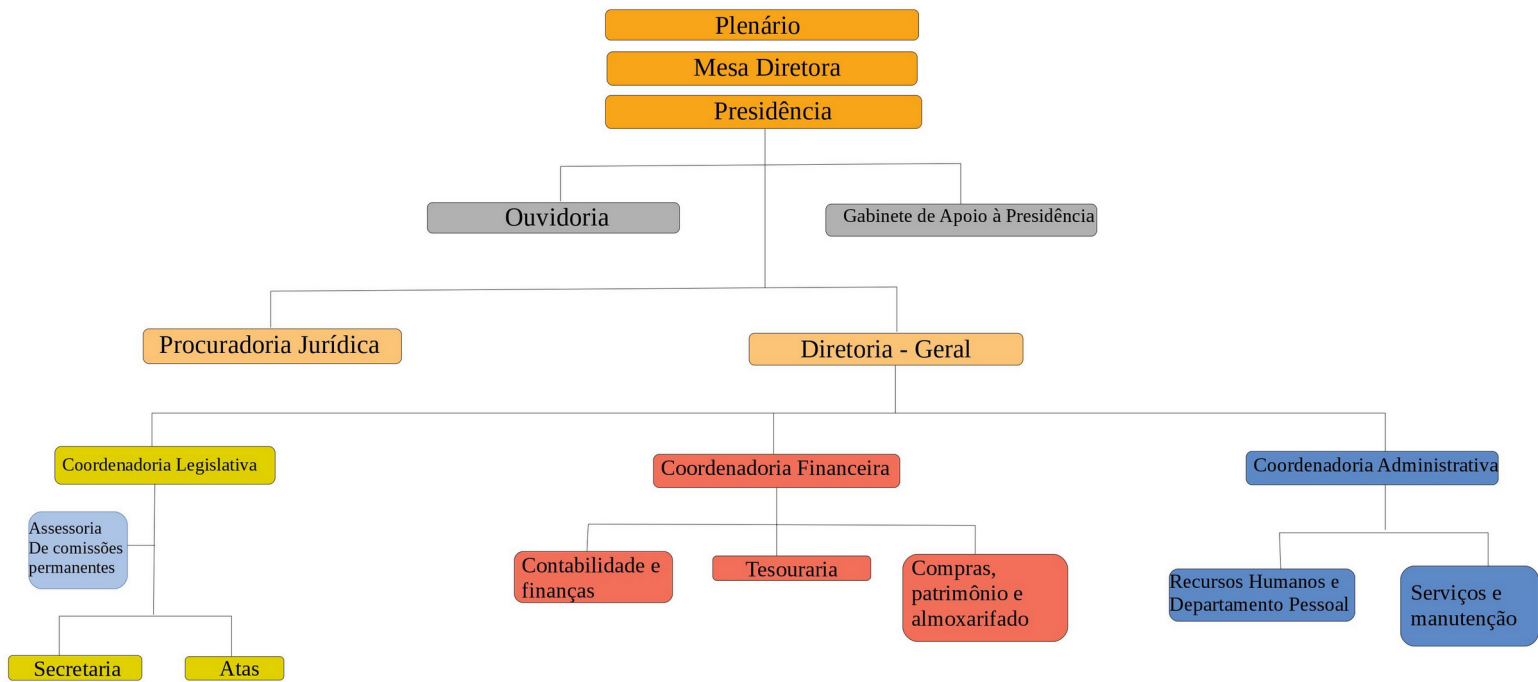 Plenário
Mesa Diretora
Presidência
Ouvidoria
Gabinete de Apoio à Presidência
Procuradoria Jurídica
Diretoria - Geral
Coordenadoria Legislativa
Coordenadoria Financeira
Coordenadoria Administrativa
Assessoria
De comissões
permanentes
Contabilidade e
finanças
Tesouraria
Compras,
patrimônio e
almoxarifado
Recursos Humanos e
Departamento Pessoal
Serviços e
manutenção
Secretaria
Atas